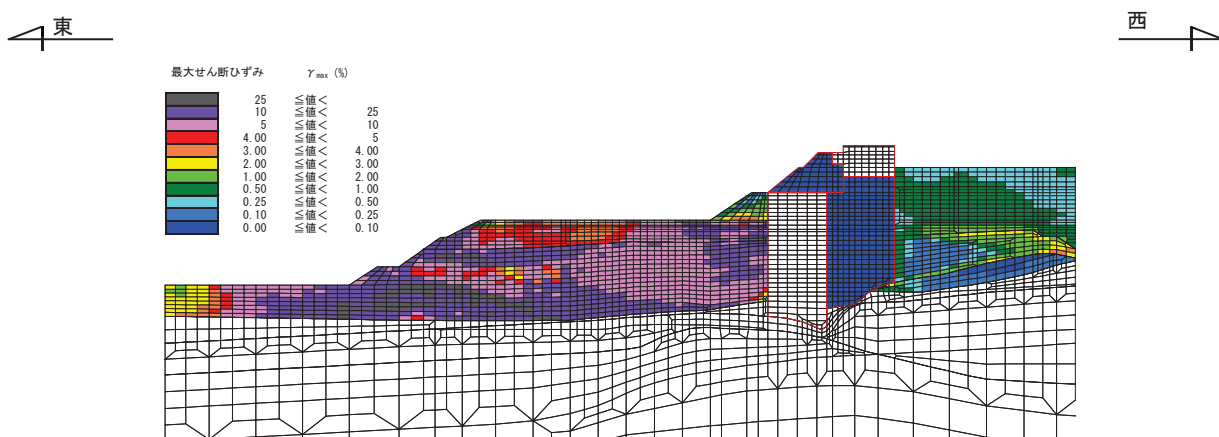 東
西
最大せん断ひずみ γmax (%)
25 ≦値<
10 ≦値< 25
5 ≦値< 10
4.00 ≦値< 5
3.00 ≦値< 4.00
2.00 ≦値< 3.00
1.00 ≦値< 2.00
0.50 ≦値< 1.00
0.25 ≦値< 0.50
0.10 ≦値< 0.25
0.00 ≦値< 0.10